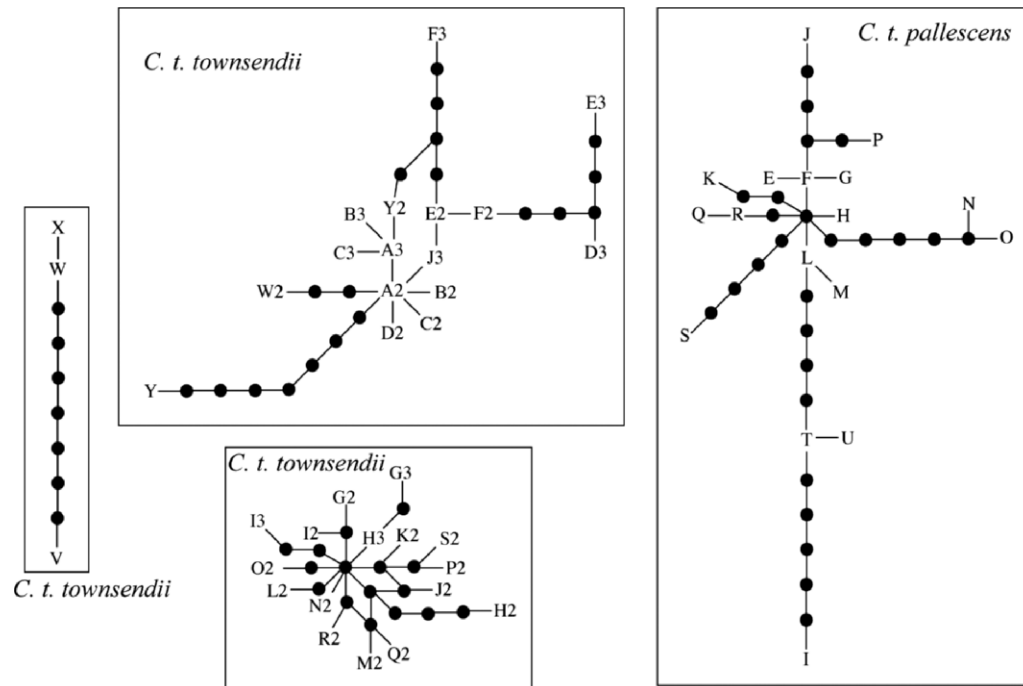 C. t. townsendii
F3
E3
Y2
B3
E2
F2
C3
A3
J3
D3
W2
A2
B2
C2
D2
Y
C. t. pallescens
J
P
K
E
F
G
N
Q
R
H
O
L
M
S
T
U
I
X
W
V
C. t. townsendii
C. t. townsendii
G3
G2
I3
I2
H3
K2
S2
O2
P2
L2
N2
J2
H2
R2
M2
Q2